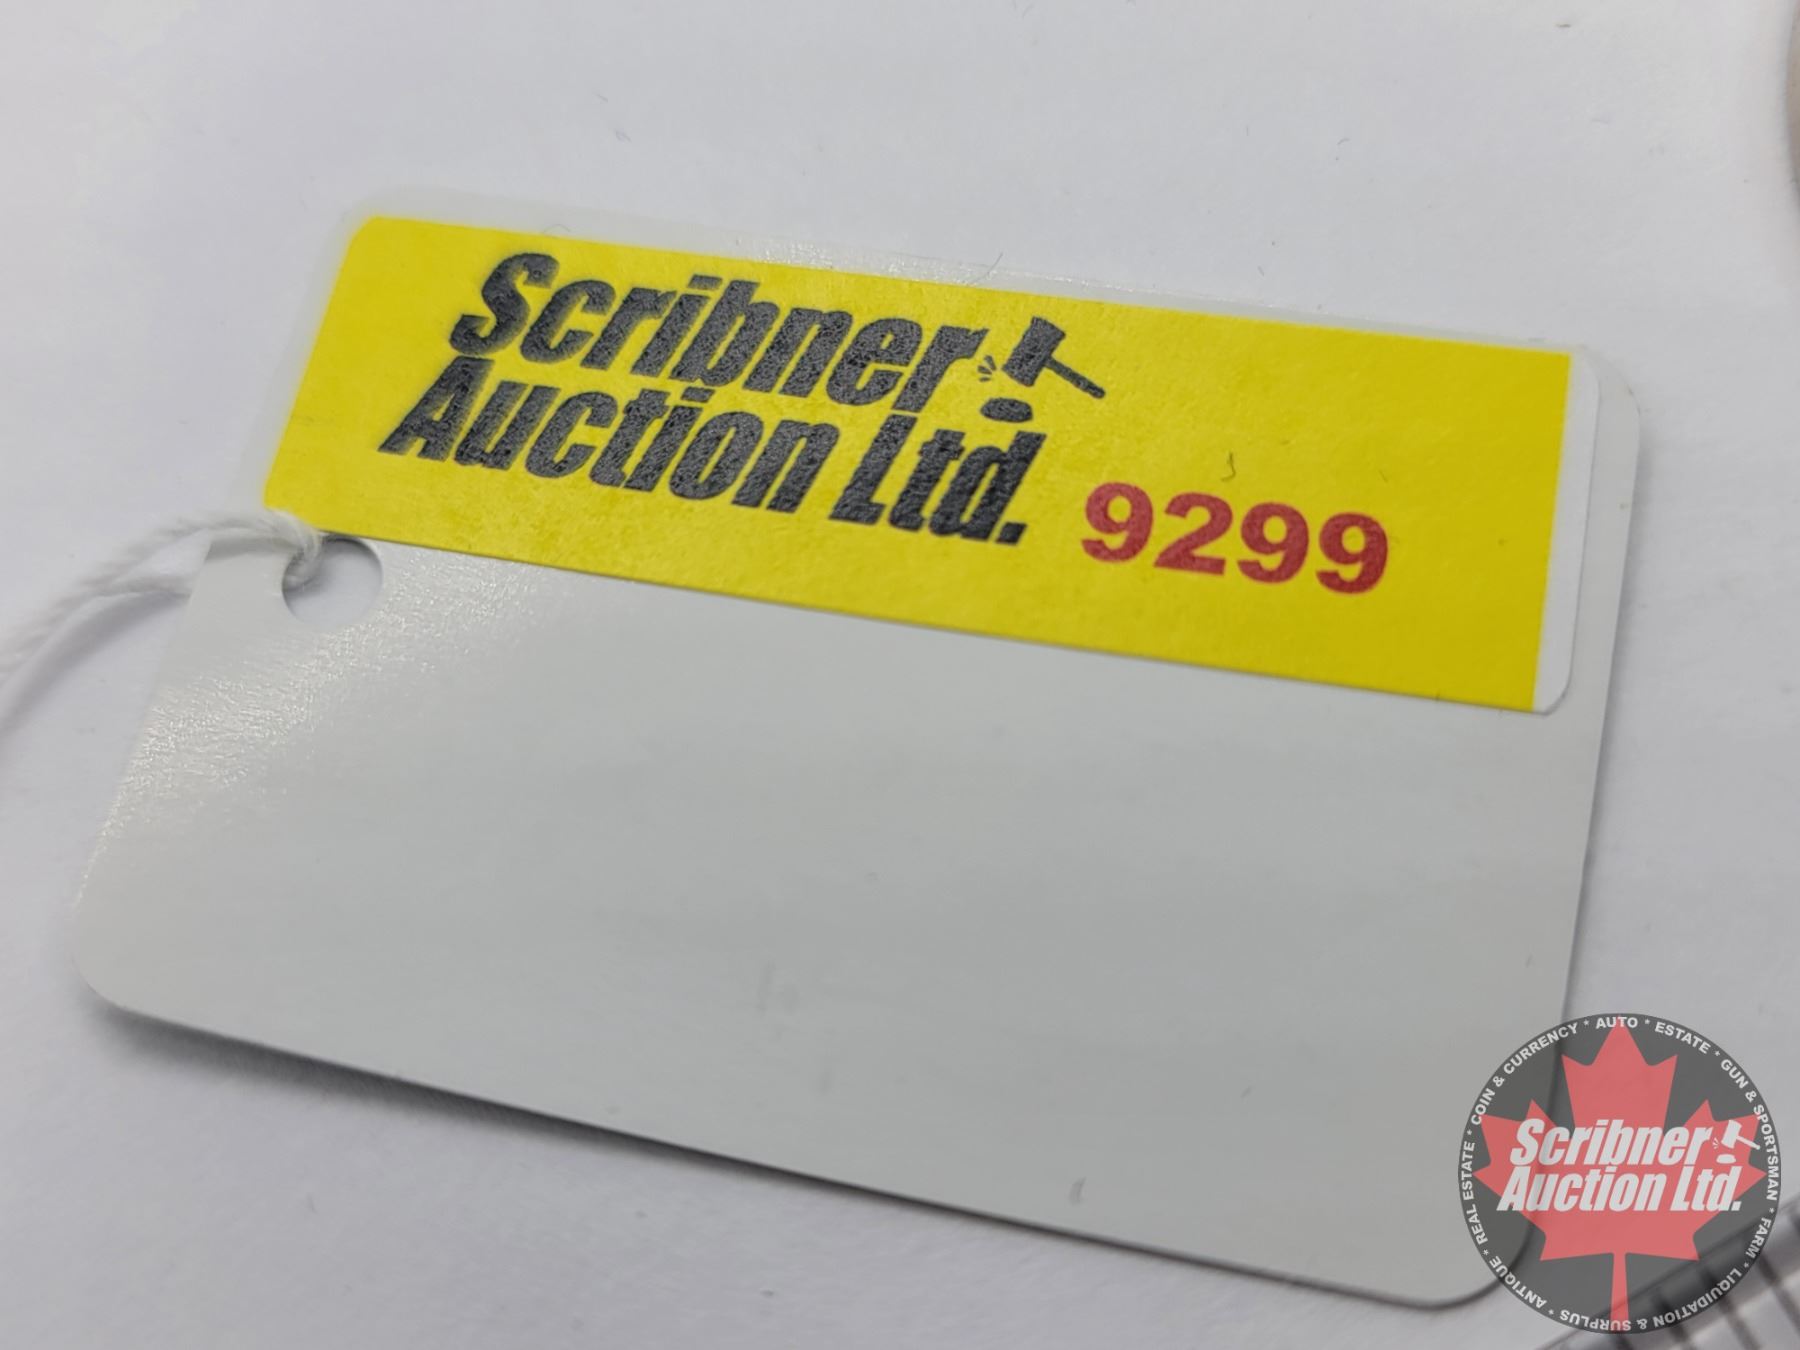 Scribner
Auction Ltd.
9299
REAL ESTATE * COIN & CURRENCY * AUTO * ESTATE * GUN & SPORTSMAN * FARM * LIQUIDATION & SURPLUS * ANTIQUE *
Scribner
Auction Ltd.